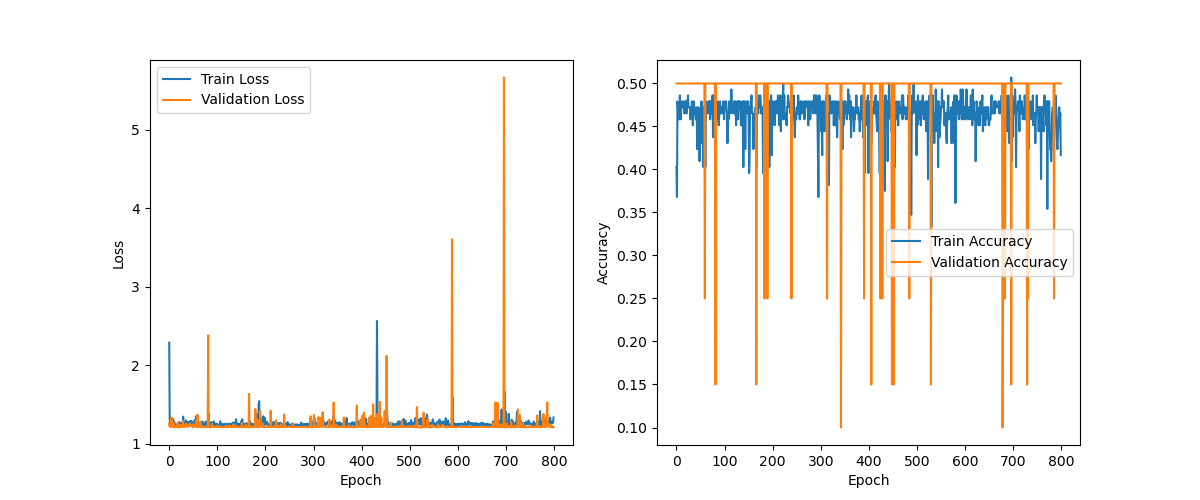 Train Loss
Validation Loss
5
4
3
2
1
Loss
0 100 200 300 400 500 600 700 800
Epoch
0.50
0.45
0.40
0.35
0.30
0.25
0.20
0.15
0.10
Accuracy
Train Accuracy
Validation Accuracy
0 100 200 300 400 500 600 700 800
Epoch